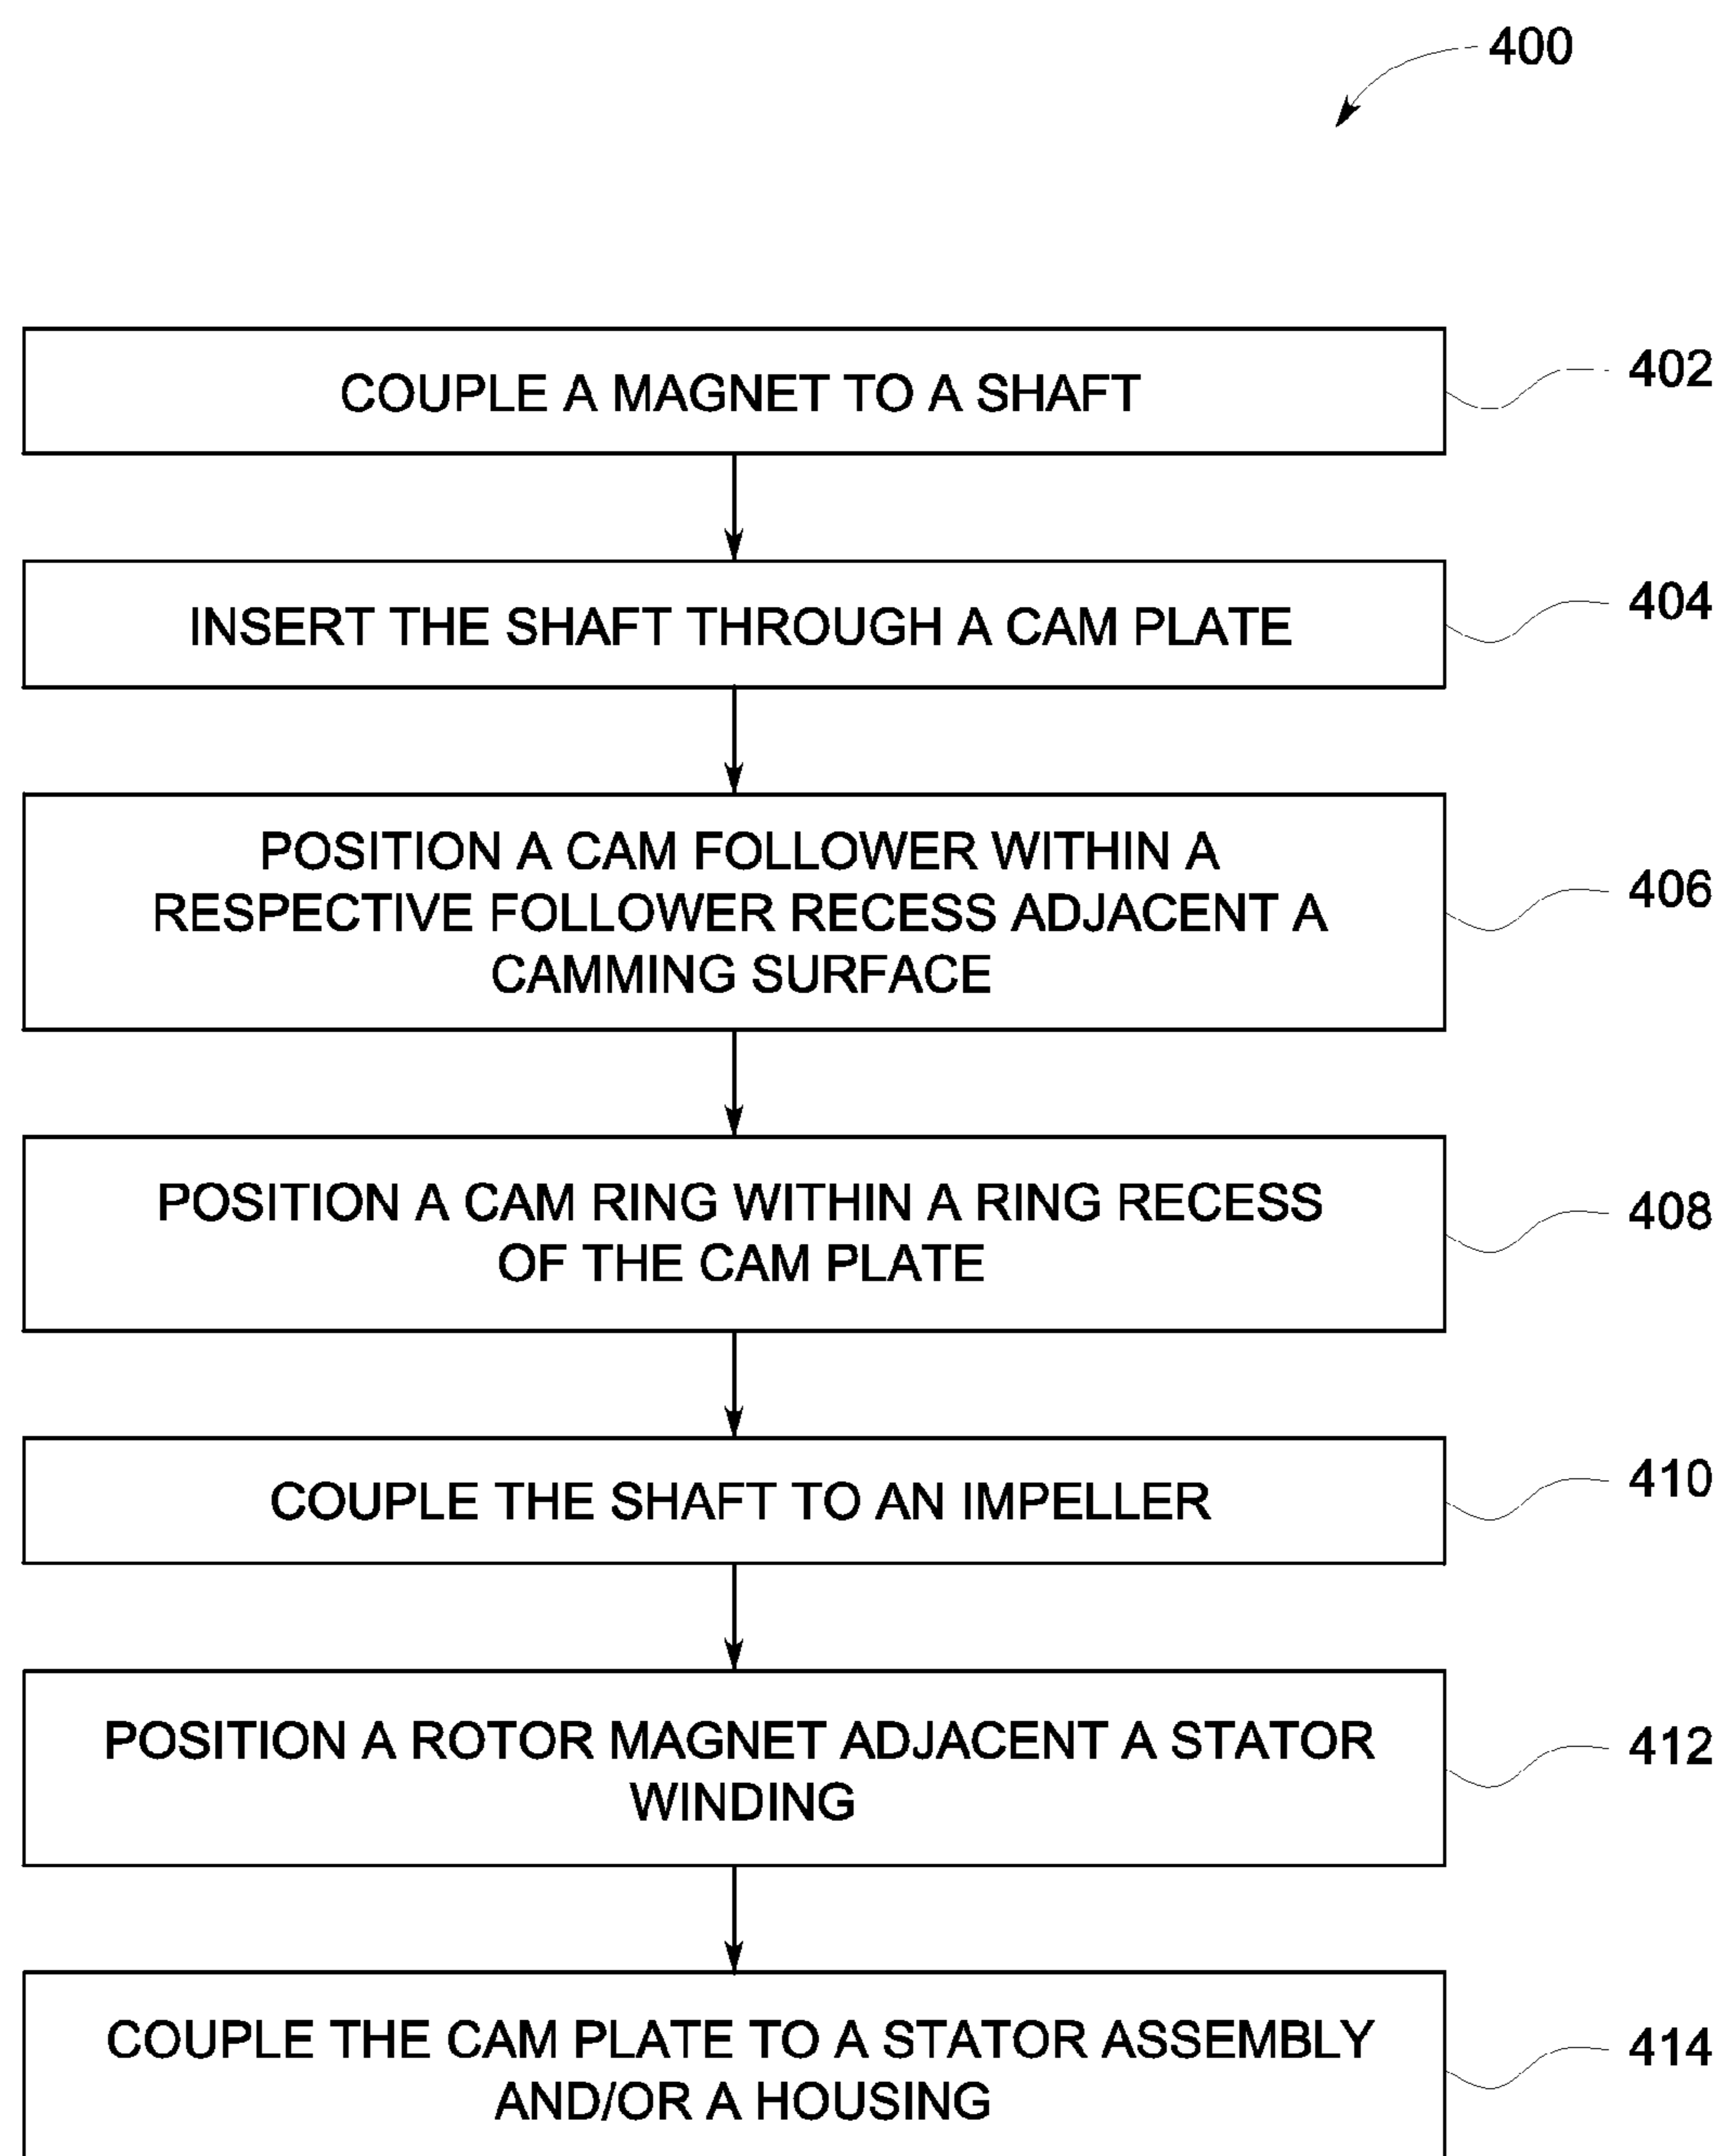 400
COUPLE A MAGNET TO A SHAFT
402
INSERT THE SHAFT THROUGH A CAM PLATE
404
POSITION A CAM FOLLOWER WITHIN A
RESPECTIVE FOLLOWER RECESS ADJACENT A
CAMMING SURFACE
406
POSITION A CAM RING WITHIN A RING RECESS
OF THE CAM PLATE
408
COUPLE THE SHAFT TO AN IMPELLER
410
POSITION A ROTOR MAGNET ADJACENT A STATOR
WINDING
412
COUPLE THE CAM PLATE TO A STATOR ASSEMBLY
AND/OR A HOUSING
414